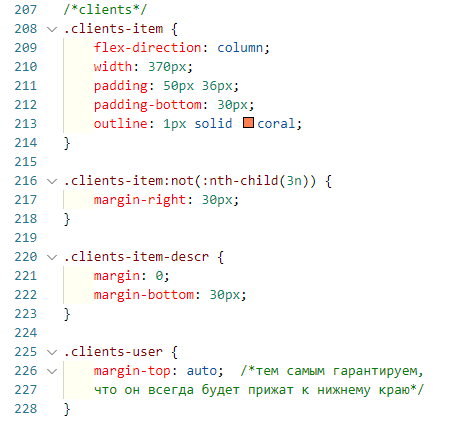 207 /*clients*/
208 .clients-item {
209 flex-direction: column;
210 width: 370px;
211 padding: 50px 36px;
212 padding-bottom: 30px;
213 outline: 1px solid coral;
214 }
215
216 .clients-item:not(:nth-child(3n)) {
217 margin-right: 30px;
218 }
219
220 .clients-item-descr {
221 margin: 0;
222 margin-bottom: 30px;
223 }
224
225 .clients-user {
226 margin-top: auto; /*тем самым гарантируем,
227 что он всегда будет прижат к нижнему краю*/
228 }